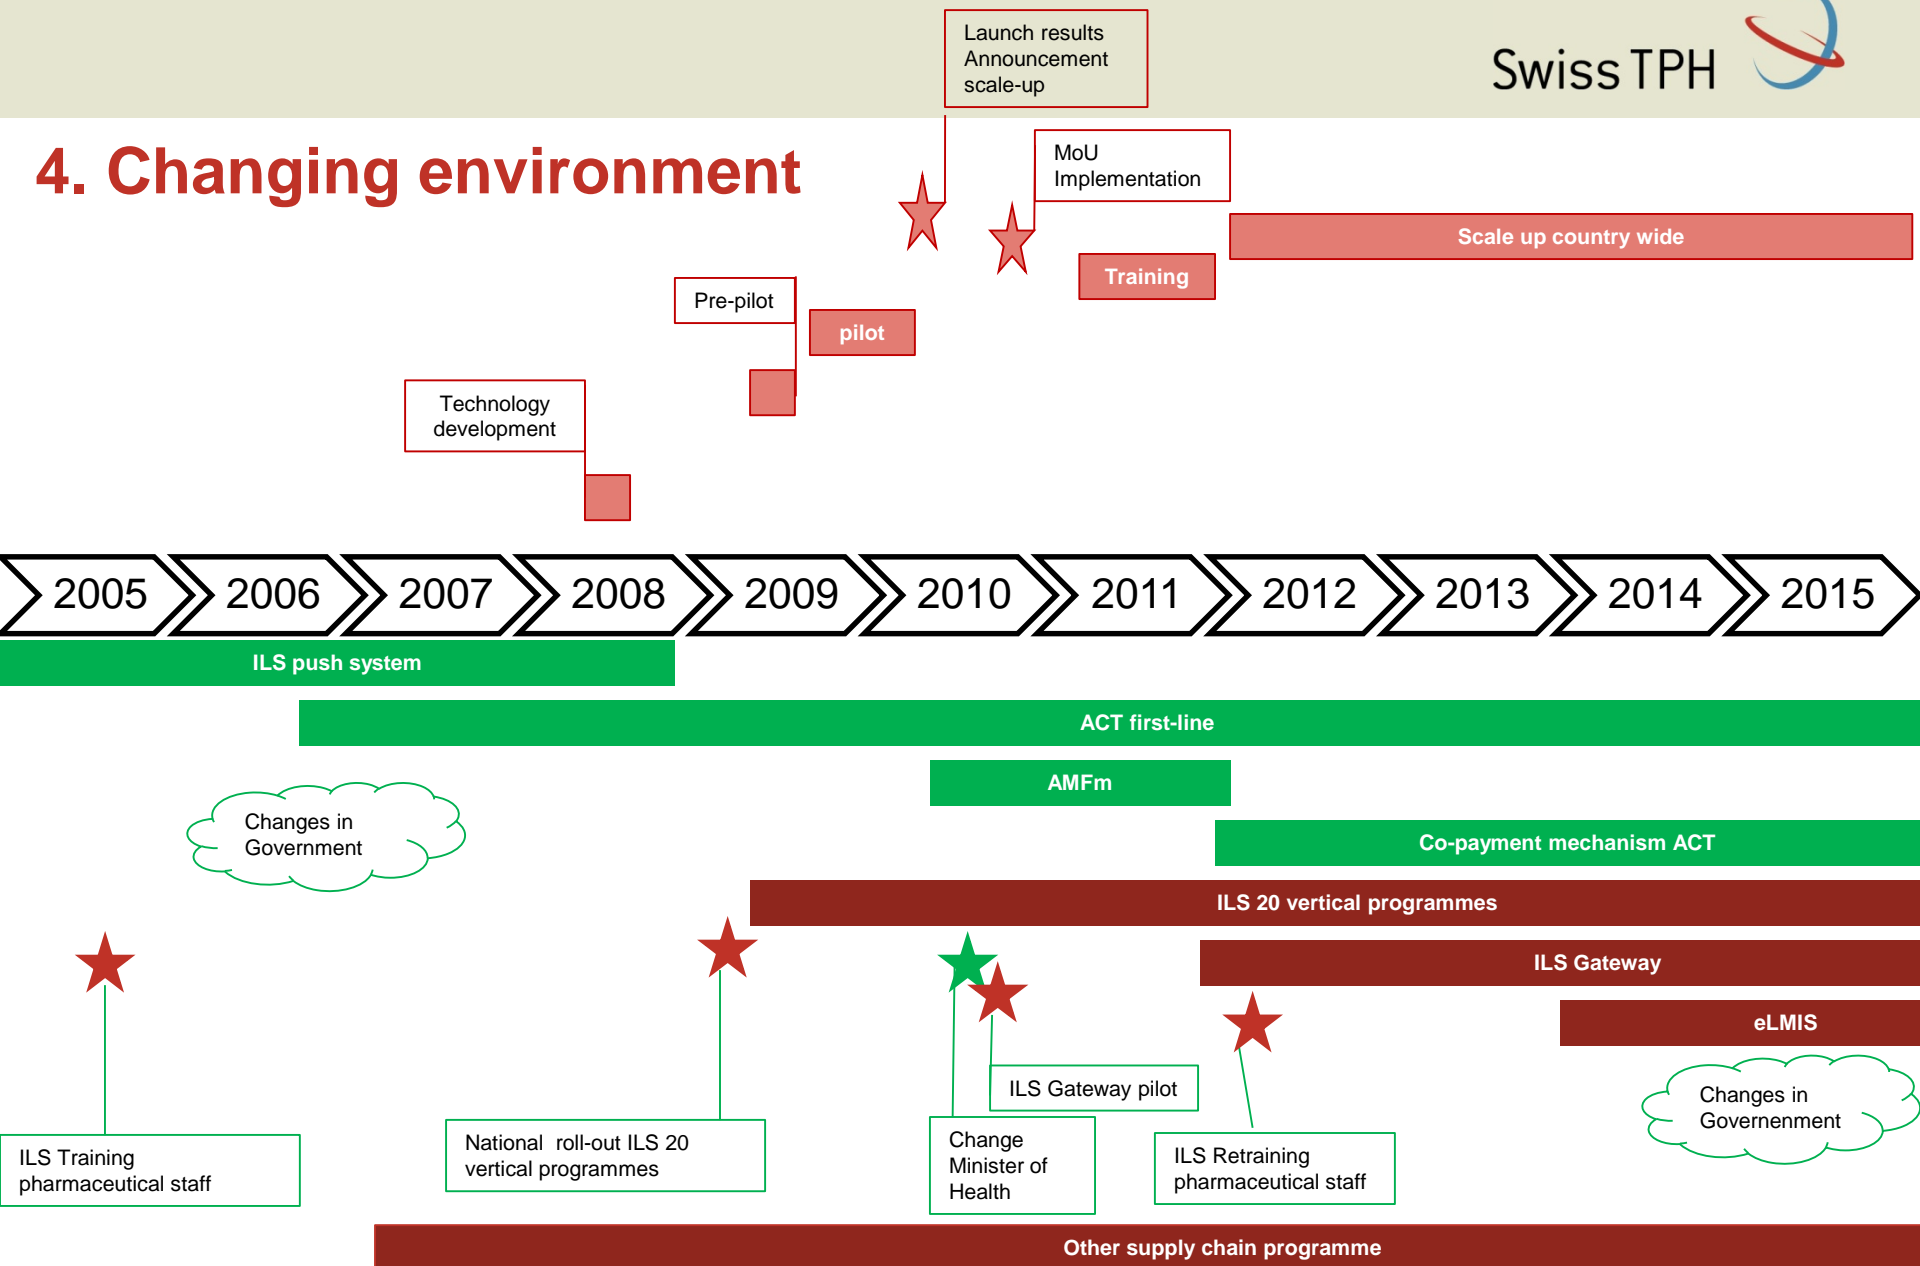 Launch results
Announcement
scale-up
Swiss TPH
4. Changing environment
MoU
Implementation
Scale up country wide
Training
Pre-pilot
pilot
Technology
development
2005
2006
2007
2008
2009
2010
2011
2012
2013
2014
2015
ILS push system
ACT first-line
AMFm
Changes in
Government
Co-payment mechanism ACT
ILS 20 vertical programmes
ILS Gateway
eLMIS
ILS Gateway pilot
Changes in
Governenment
ILS Training
pharmaceutical staff
National  roll-out ILS 20
vertical programmes
Change
Minister of
Health
ILS Retraining
pharmaceutical staff
Other supply chain programme